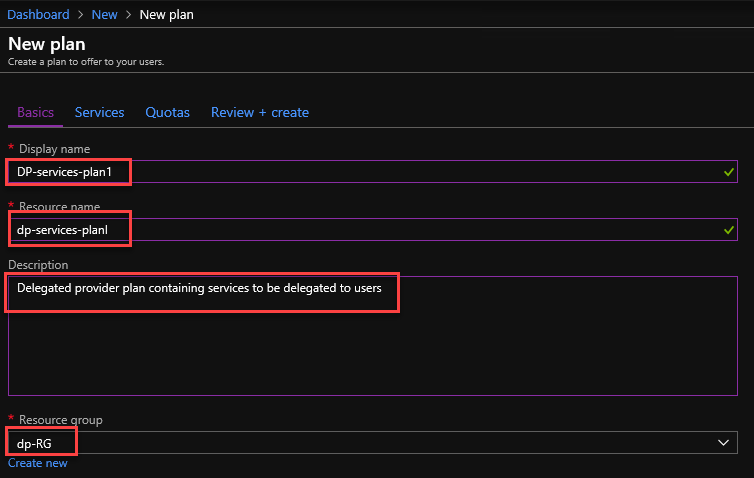 Dashboard > New > New plan
New plan
Create a plan to offer to your users.
Basics Services Quotas Review + create
* Display name
DP-services-plan1
* Resource name
dp-services-planl
Description
Delegated provider plan containing services to be delegated to users
* Resource group
dp-RG
Create new